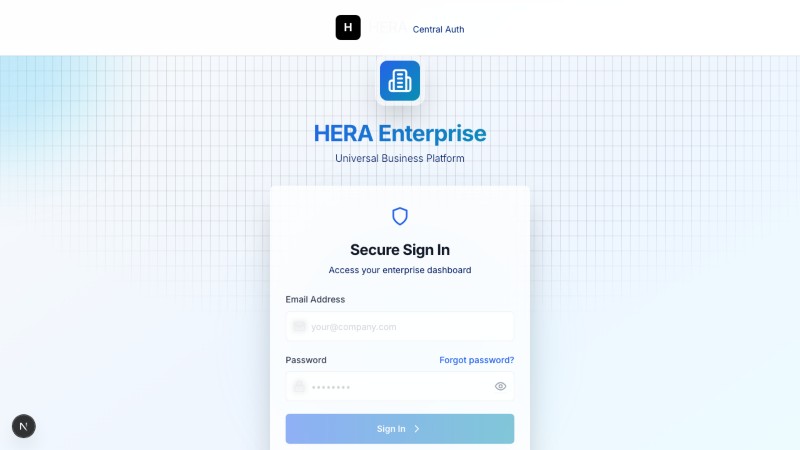 H HERA Central Auth
HERA Enterprise
Universal Business Platform
Secure Sign In
Access your enterprise dashboard
Email Address
your@company.com
Password Forgot password?
Sign In
N